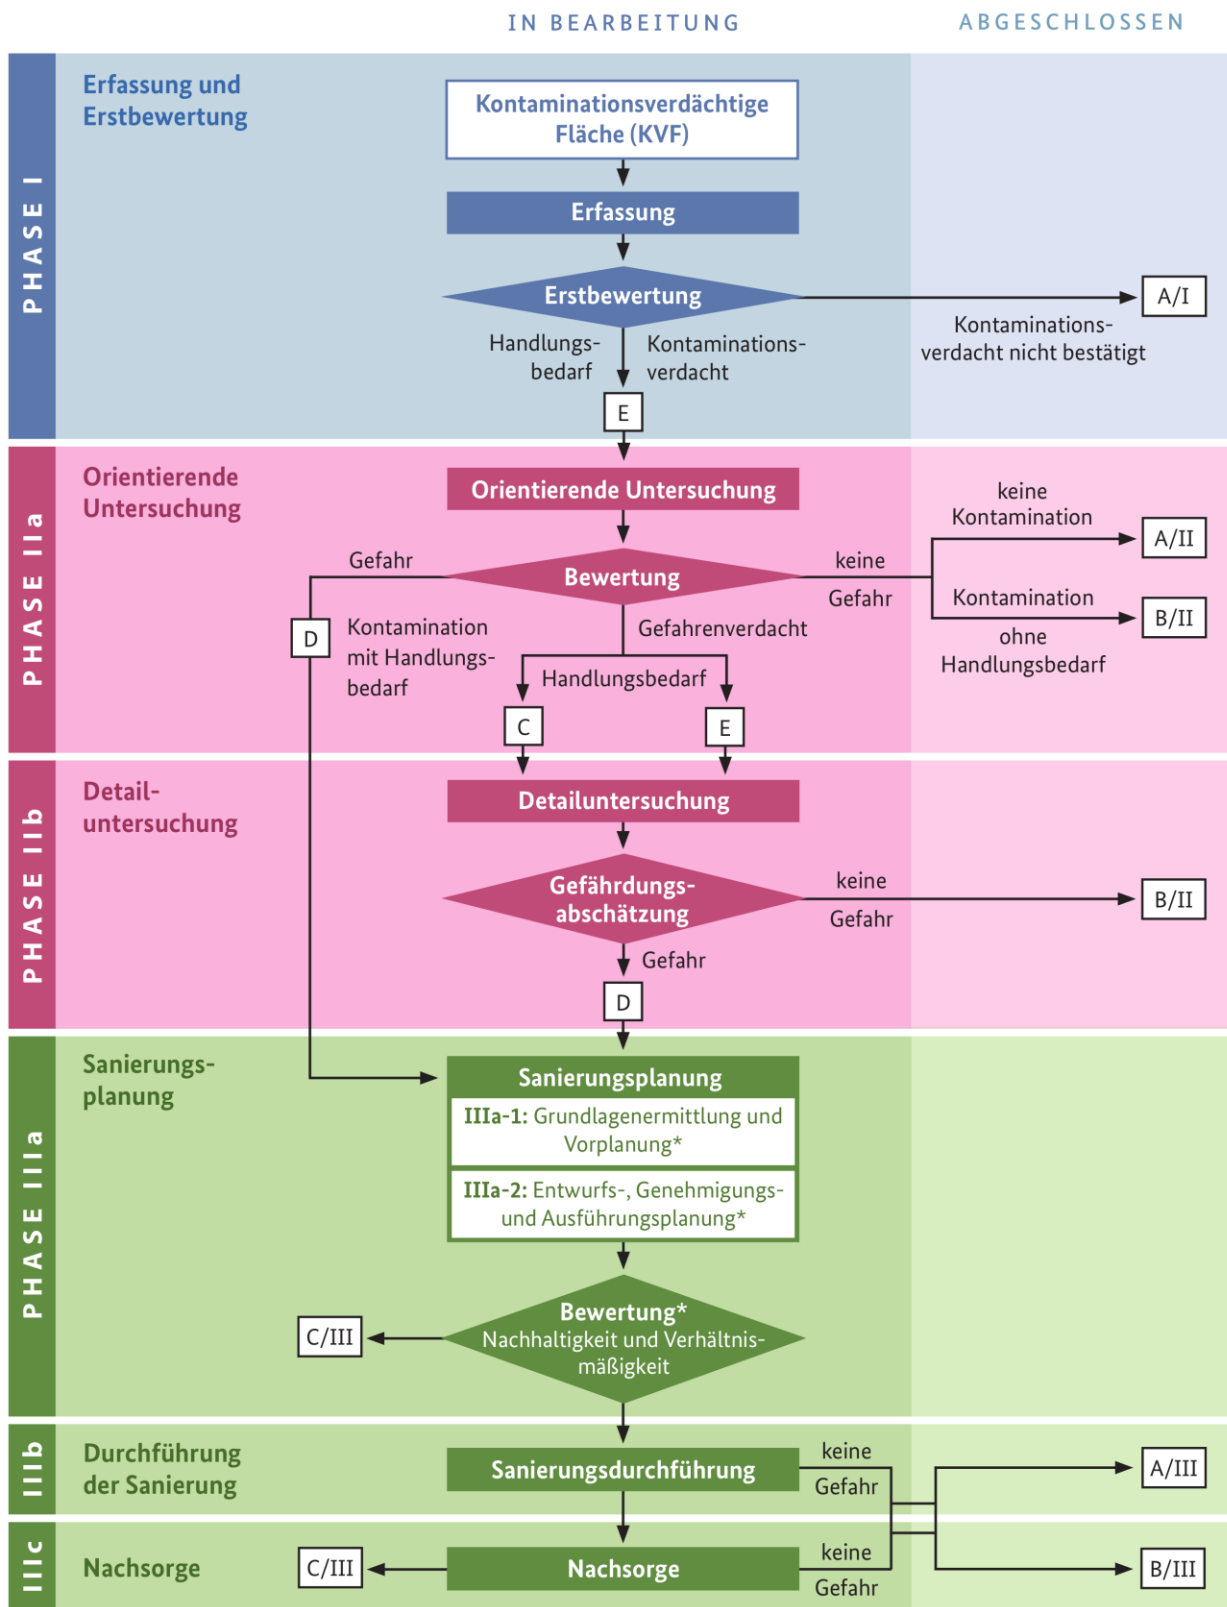 IN BEARBEITUNG
ABGESCHLOSSEN
PHASE I
Erfassung und
Erstbewertung
Kontaminationsverdächtige
Fläche (KVF)
Erfassung
Erstbewertung
A/I
Kontaminations-
verdacht nicht bestätigt
Handlungs-
bedarf
Kontaminations-
verdacht
E
PHASE IIa
Orientierende
Untersuchung
Orientierende Untersuchung
Bewertung
keine
Gefahr
keine
Kontamination
A/II
Kontamination
ohne
Handlungsbedarf
B/II
Gefahr
D
Kontamination
mit Handlungs-
bedarf
Gefahrenverdacht
Handlungsbedarf
C
E
PHASE IIb
Detail-
untersuchung
Detailuntersuchung
Gefährdungs-
abschätzung
keine
Gefahr
B/II
Gefahr
D
PHASE IIIa
Sanierungs-
planung
Sanierungsplanung
IIIa-1: Grundlagenermittlung und
Vorplanung*
IIIa-2: Entwurfs-, Genehmigungs-
und Ausführungsplanung*
Bewertung*
Nachhaltigkeit und Verhältnis-
mäßigkeit
C/III
IIIb
Durchführung
der Sanierung
Sanierungsdurchführung
keine
Gefahr
A/III
IIIc
Nachsorge
C/III
Nachsorge
keine
Gefahr
B/III